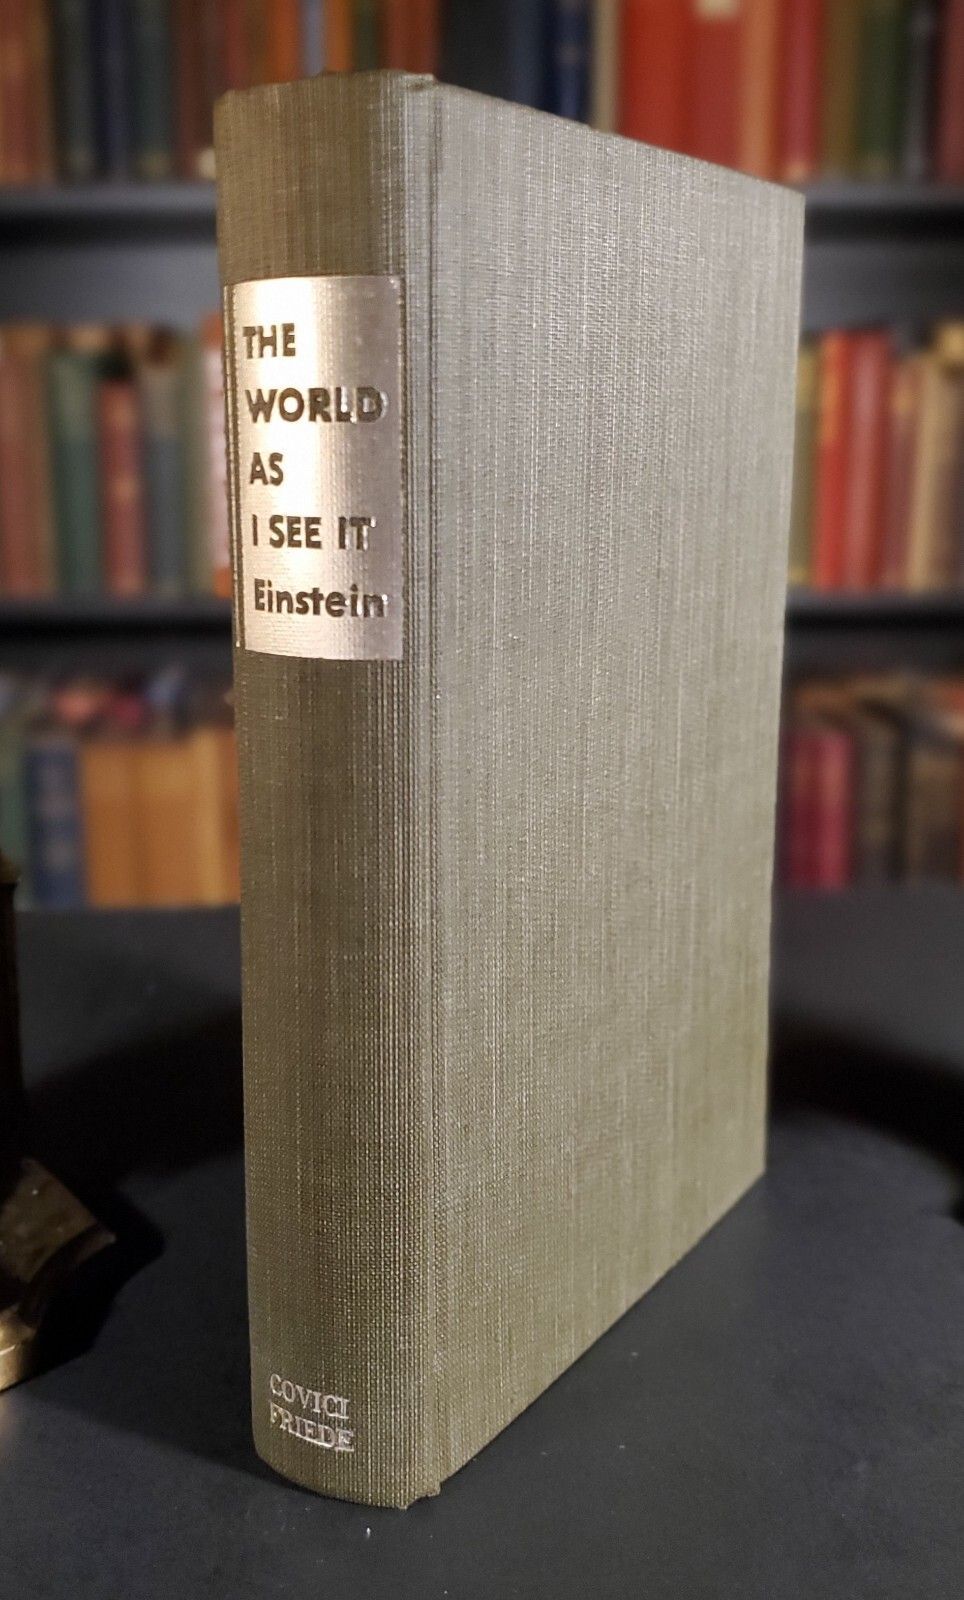 THE
WORLD
AS
I SEE IT
Einstein
COVICI
FRIEDE